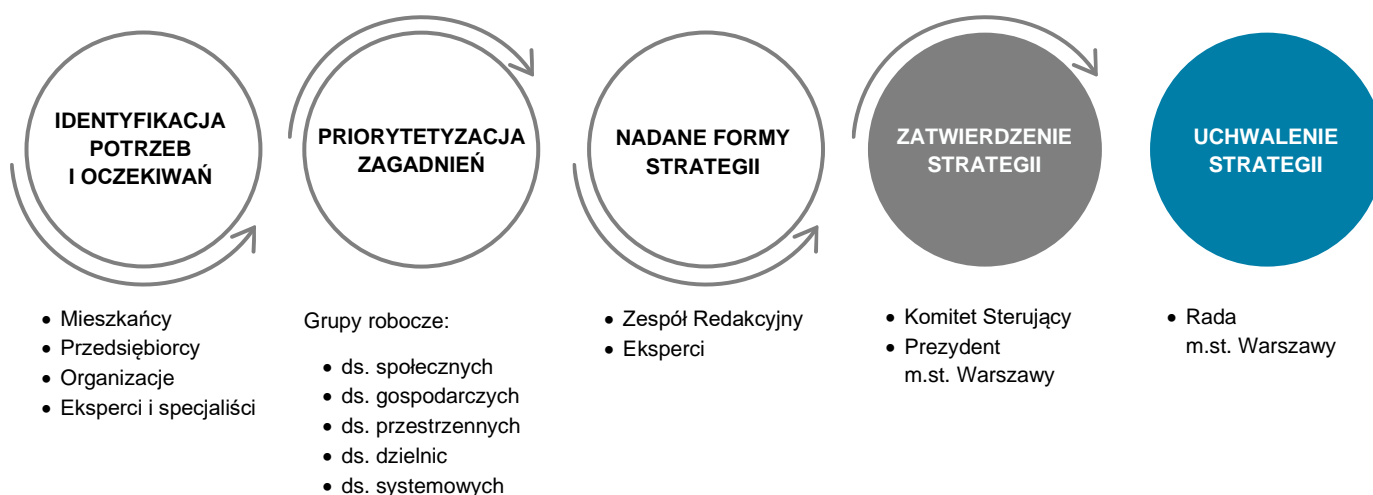 IDENTYFIKACJA
POTRZEB
I OCZEKIWAŃ
PRIORYTETYZACJA
ZAGADNIEŃ
NADANE FORMY
STRATEGII
ZATWIERDZENIE
STRATEGII
UCHWALENIE
STRATEGII
• Mieszkańcy
• Przedsiębiorcy
• Organizacje
• Eksperci i specjaliści
Grupy robocze:
• ds. społecznych
• ds. gospodarczych
• ds. przestrzennych
• ds. dzielnic
• ds. systemowych
• Zespół Redakcyjny
• Eksperci
• Komitet Sterujący
• Prezydent
m.st. Warszawy
• Rada
m.st. Warszawy